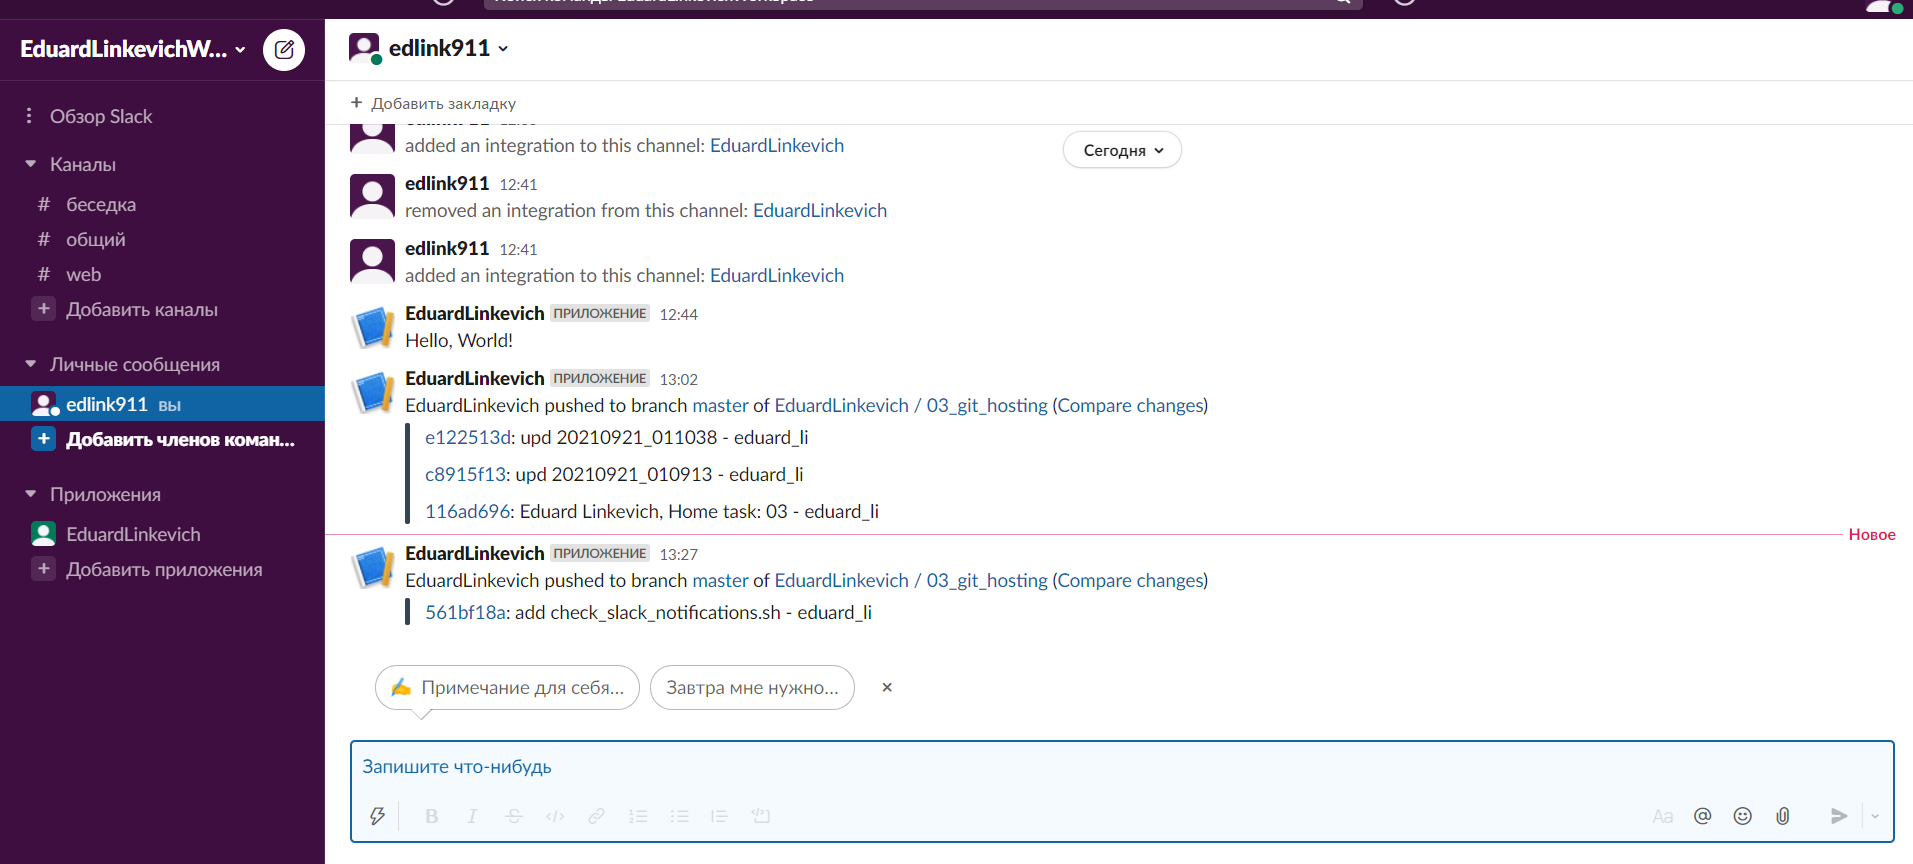 EduardLinkevichW...
Обзор Slack
Каналы
# беседка
# общий
# web
+ Добавить каналы
Личные сообщения
edlink911 вы
+ Добавить членов коман...
Приложения
EduardLinkevich
+ Добавить приложения
edlink911
+ Добавить закладку
added an integration to this channel: EduardLinkevich
Сегодня
edlink911 12:41
removed an integration from this channel: EduardLinkevich
edlink911 12:41
added an integration to this channel: EduardLinkevich
EduardLinkevich ПРИЛОЖЕНИЕ 12:44
Hello, World!
EduardLinkevich ПРИЛОЖЕНИЕ 13:02
EduardLinkevich pushed to branch master of EduardLinkevich / 03_git_hosting (Compare changes)
e122513d: upd 20210921_011038 - eduard_li
c8915f13: upd 20210921_010913 - eduard_li
116ad696: Eduard Linkevich, Home task: 03 - eduard_li
Новое
EduardLinkevich ПРИЛОЖЕНИЕ 13:27
EduardLinkevich pushed to branch master of EduardLinkevich / 03_git_hosting (Compare changes)
561bf18a: add check_slack_notifications.sh - eduard_li
Примечание для себя... Завтра мне нужно...
Запишите что-нибудь
B I S Aa @